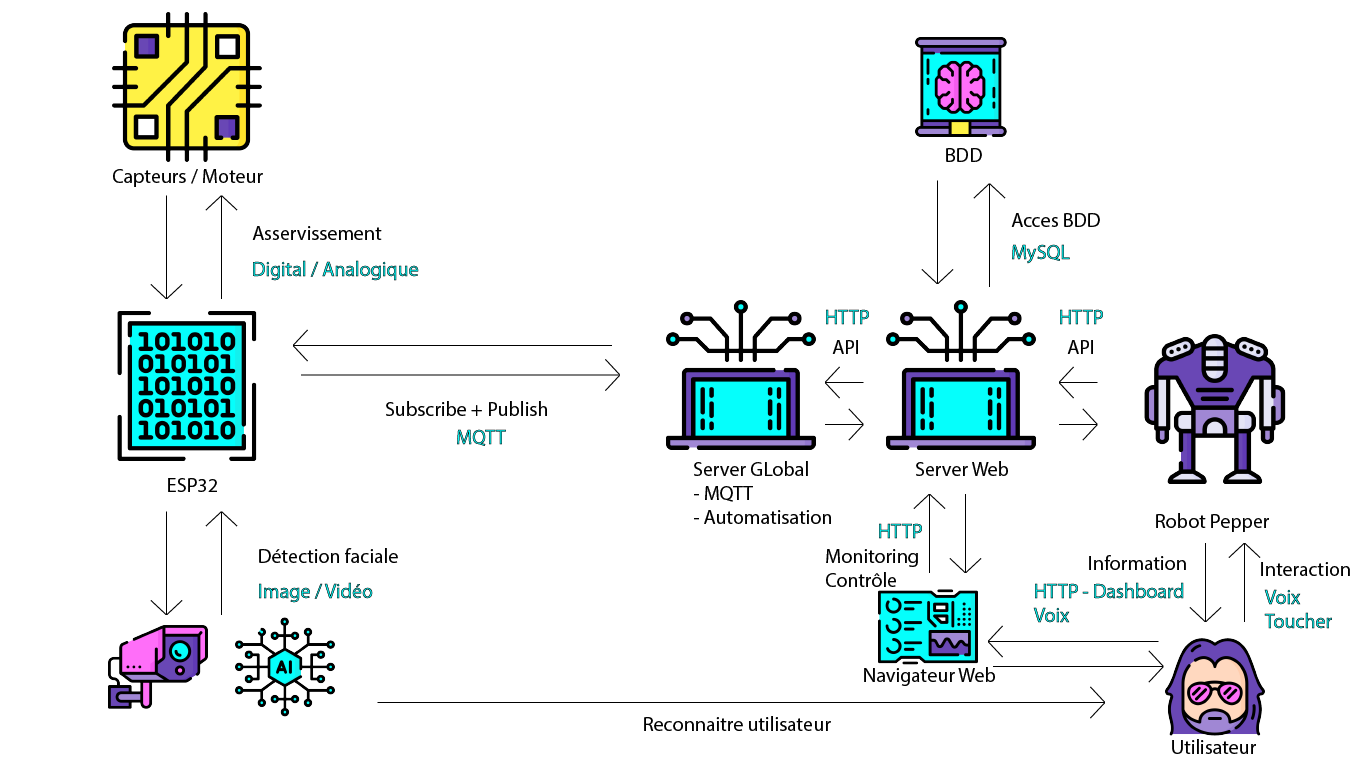 Capteurs / Moteur
Asservissement
Digital / Analogique
101010
010101
101010
010101
101010
ESP32
Détection faciale
Image / Vidéo
AI
Subscribe + Publish
MQTT
BDD
Acces BDD
MySQL
HTTP
API
HTTP
API
Server GLobal
- MQTT
- Automatisation
Server Web
Robot Pepper
HTTP
Monitoring
Contrôle
Navigateur Web
Information
HTTP - Dashboard
Voix
Interaction
Voix
Toucher
Reconnaitre utilisateur
Utilisateur